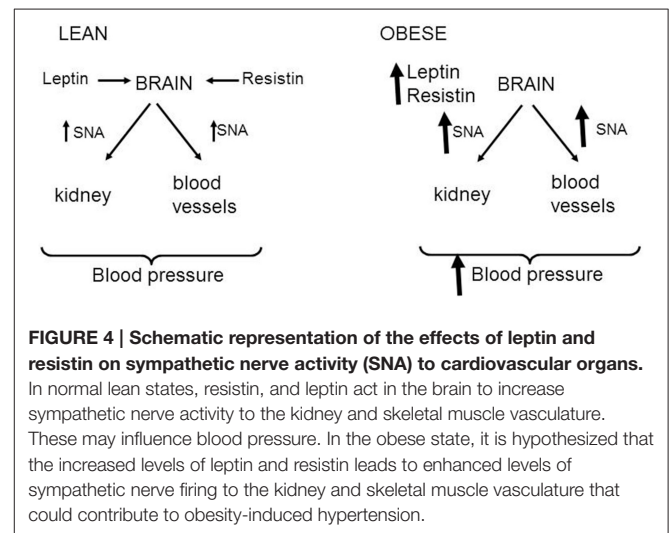 LEAN
Leptin BRAIN Resistin
SNA SNA
kidney blood vessels
Blood pressure
OBESE
Leptin
Resistin
BRAIN
SNA SNA
kidney blood vessels
Blood pressure
FIGURE 4 | Schematic representation of the effects of leptin and
resistin on sympathetic nerve activity (SNA) to cardiovascular organs.
In normal lean states, resistin, and leptin act in the brain to increase
sympathetic nerve activity to the kidney and skeletal muscle vasculature.
These may influence blood pressure. In the obese state, it is hypothesized that
the increased levels of leptin and resistin leads to enhanced levels of
sympathetic nerve firing to the kidney and skeletal muscle vasculature that
could contribute to obesity-induced hypertension.